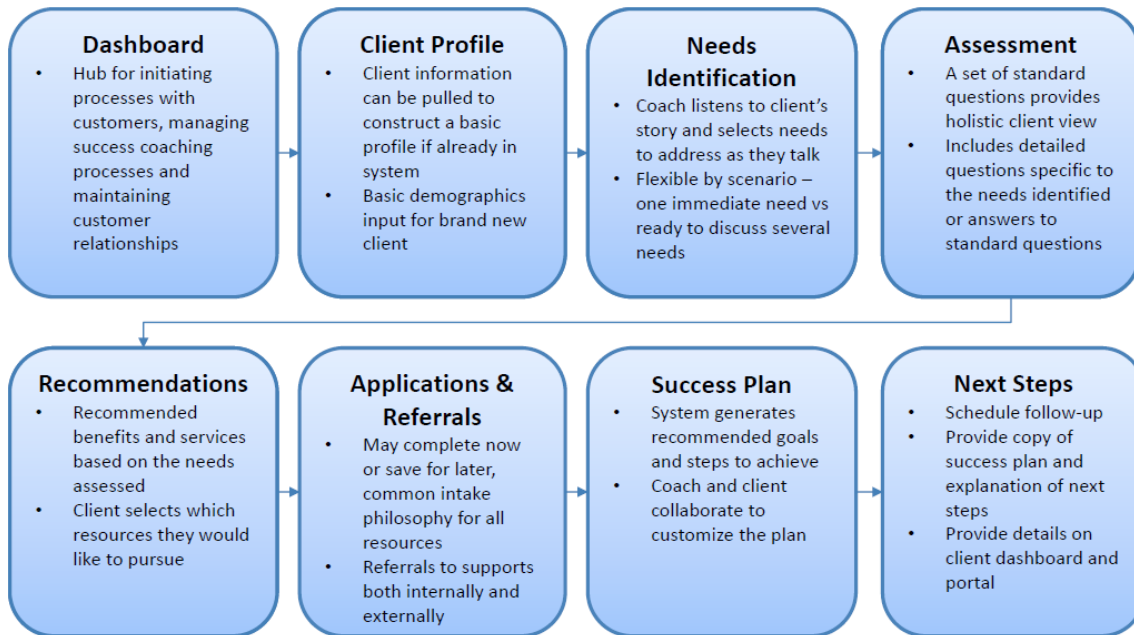 Dashboard
• Hub for initiating
processes with
customers, managing
success coaching
processes and
maintaining
customer
relationships
Client Profile
• Client information
can be pulled to
construct a basic
profile if already in
system
• Basic demographics
input for brand new
client
Needs
Identification
• Coach listens to client’s
story and selects needs
to address as they talk
• Flexible by scenario –
one immediate need vs
ready to discuss several
needs
Assessment
• A set of standard
questions provides
holistic client view
• Includes detailed
questions specific to
the needs identified
or answers to
standard questions
Recommendations
• Recommended
benefits and services
based on the needs
assessed
• Client selects which
resources they would
like to pursue
Applications &
Referrals
• May complete now
or save for later,
common intake
philosophy for all
resources
• Referrals to supports
both internally and
externally
Success Plan
• System generates
recommended goals
and steps to achieve
• Coach and client
collaborate to
customize the plan
Next Steps
• Schedule follow-up
• Provide copy of
success plan and
explanation of next
steps
• Provide details on
client dashboard and
portal